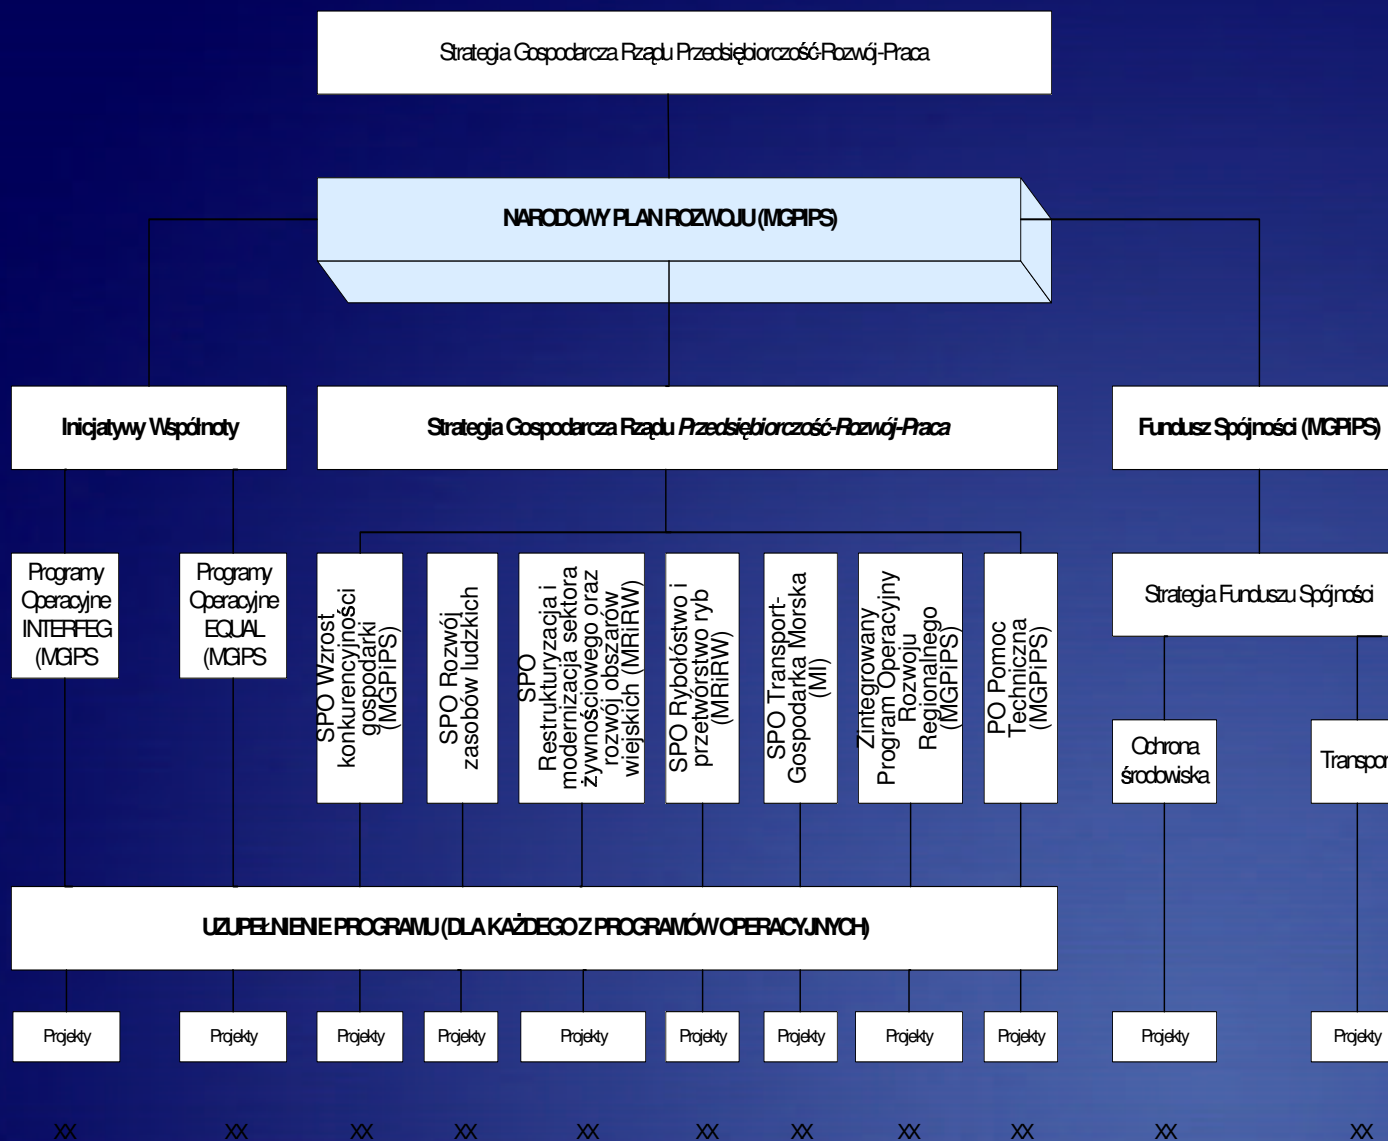 Strategia Gospodarcza Rządu Przedsiębiorczość-Rozwój-Praca
NARODOWY PLAN ROZWOJU (MGPIPS)
Inicjatywy Wspólnoty
Strategia Gospodarcza Rządu Przedsiębiorczość-Rozwój-Praca
Fundusz Spójności (MGPiPS)
Programy
Operacyjne
INTERFEG
(MGiPS
Programy
Operacyjne
EQUAL
(MGiPS
SPO Wzrost
konkurencyjności
gospodarki
(MGPiPS)
SPO Rozwój
zasobów ludzkich
SPO
Restrukturyzacja i
modernizacja sektora
żywnościowego oraz
rozwój obszarów
wiejskich (MRiRW)
SPO Rybołóstwo i
przetwórstwo ryb
(MRiRW)
SPO Transport-
Gospodarka Morska
(MI)
Zintegrowany
Program Operacyjny
Rozwoju
Regionalnego
(MGPiPS)
PO Pomoc
Techniczna
(MGPiPS)
Strategia Funduszu Spójności
Ochrona
środowiska
Transpor
UZUPEŁNIENIE PROGRAMU (DLA KAŻDEGO Z PROGRAMÓW OPERACYJNYCH)
Projekty
Projekty
Projekty
Projekty
Projekty
Projekty
Projekty
Projekty
Projekty
Projekty
Projekty
XX
XX
XX
XX
XX
XX
XX
XX
XX
XX
XX